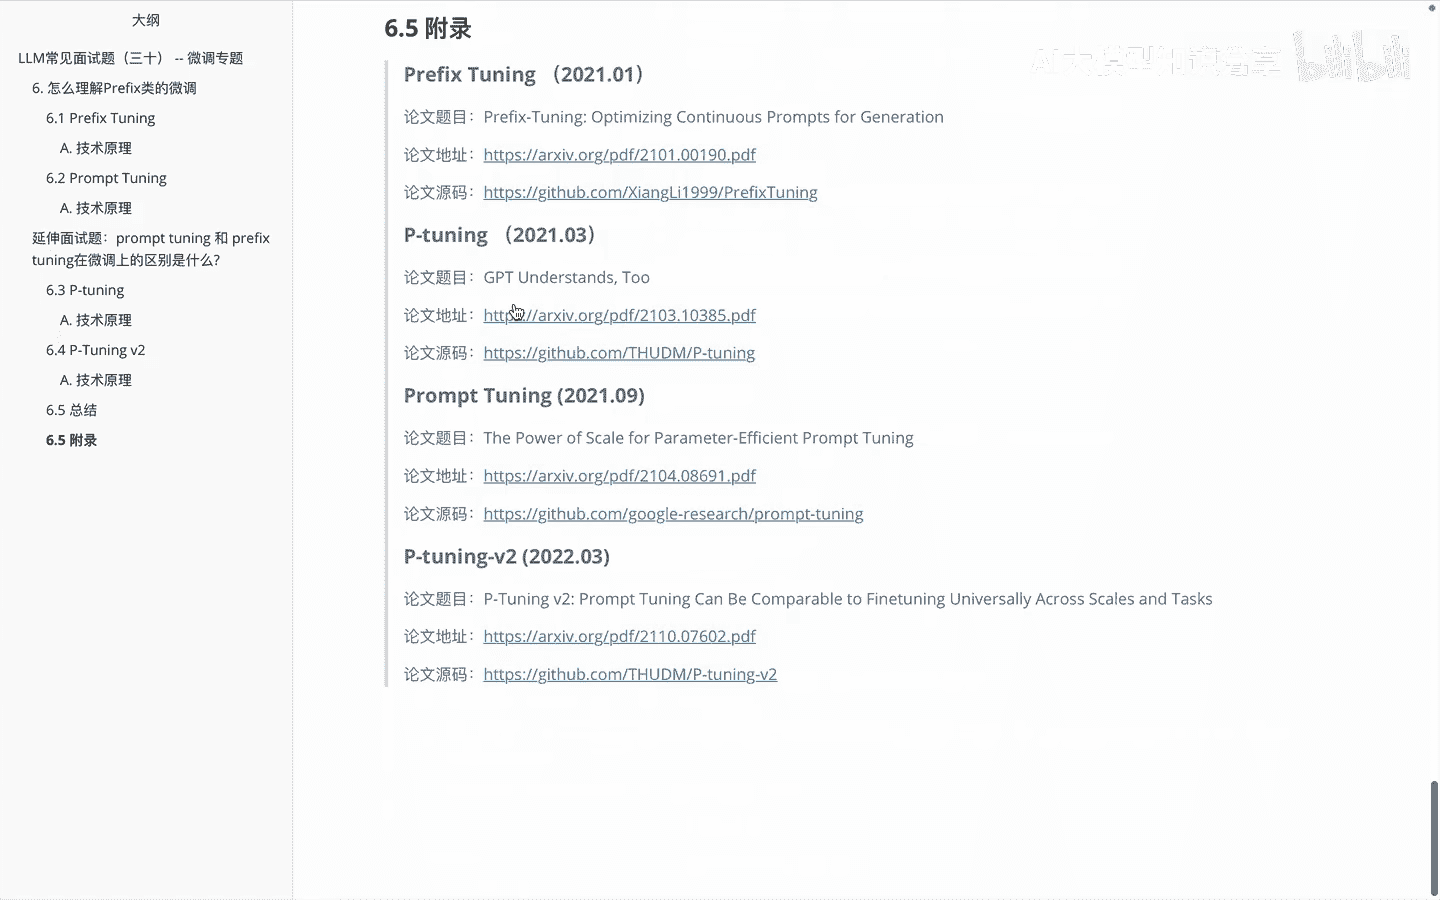 大纲
LLM常见面试题（三十） -- 微调专题
6. 怎么理解Prefix类的微调
6.1 Prefix Tuning
A. 技术原理
6.2 Prompt Tuning
A. 技术原理
延伸面试题：prompt tuning 和 prefix
tuning在微调上的区别是什么?
6.3 P-tuning
A. 技术原理
6.4 P-Tuning v2
A. 技术原理
6.5 总结
6.5 附录
6.5 附录
Prefix Tuning （2021.01）
论文题目：Prefix-Tuning: Optimizing Continuous Prompts for Generation
论文地址：https://arxiv.org/pdf/2101.00190.pdf
论文源码：https://github.com/XiangLi1999/PrefixTuning
P-tuning （2021.03）
论文题目：GPT Understands, Too
论文地址：https://arxiv.org/pdf/2103.10385.pdf
论文源码：https://github.com/THUDM/P-tuning
Prompt Tuning (2021.09)
论文题目：The Power of Scale for Parameter-Efficient Prompt Tuning
论文地址：https://arxiv.org/pdf/2104.08691.pdf
论文源码：https://github.com/google-research/prompt-tuning
P-tuning-v2 (2022.03)
论文题目：P-Tuning v2: Prompt Tuning Can Be Comparable to Finetuning Universally Across Scales and Tasks
论文地址：https://arxiv.org/pdf/2110.07602.pdf
论文源码：https://github.com/THUDM/P-tuning-v2
bilibili